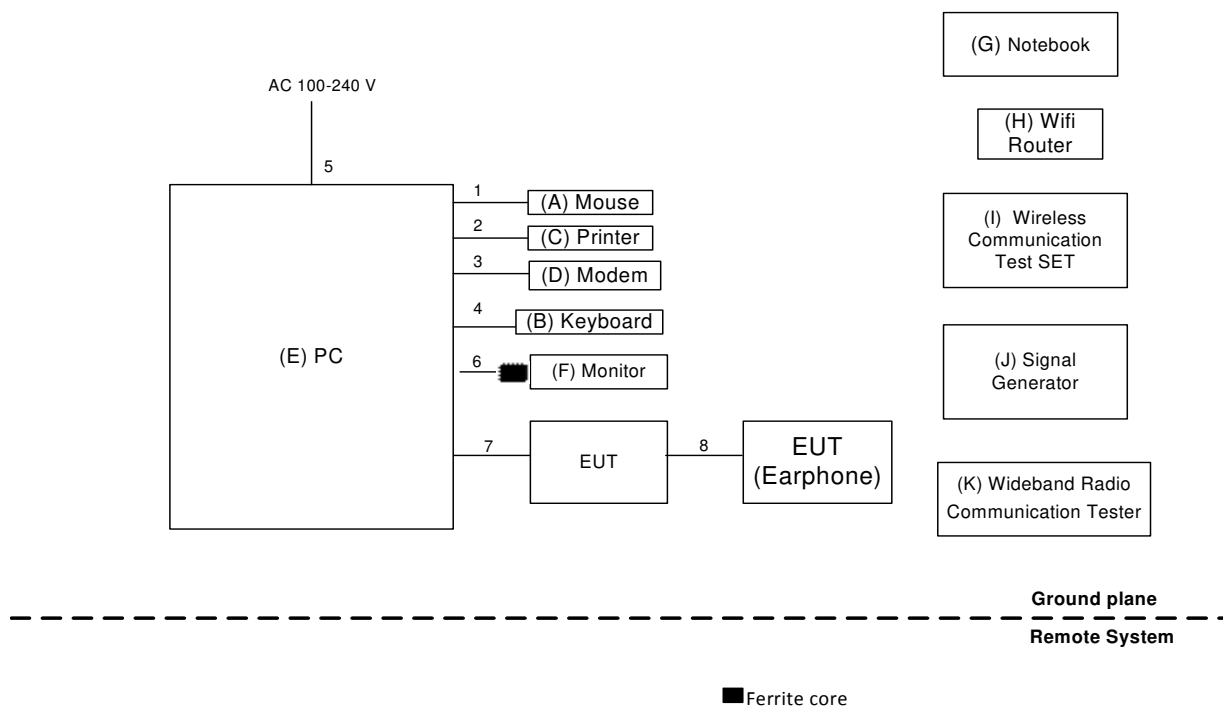 AC 100-240 V
5
(E) PC
1
(A) Mouse
2
(C) Printer
3
(D) Modem
4
(B) Keyboard
6
(F) Monitor
7
EUT
8
EUT
(Earphone)
(G) Notebook
(H) Wifi
Router
(I) Wireless
Communication
Test SET
(J) Signal
Generator
(K) Wideband Radio
Communication Tester
Ground plane
Remote System
Ferrite core